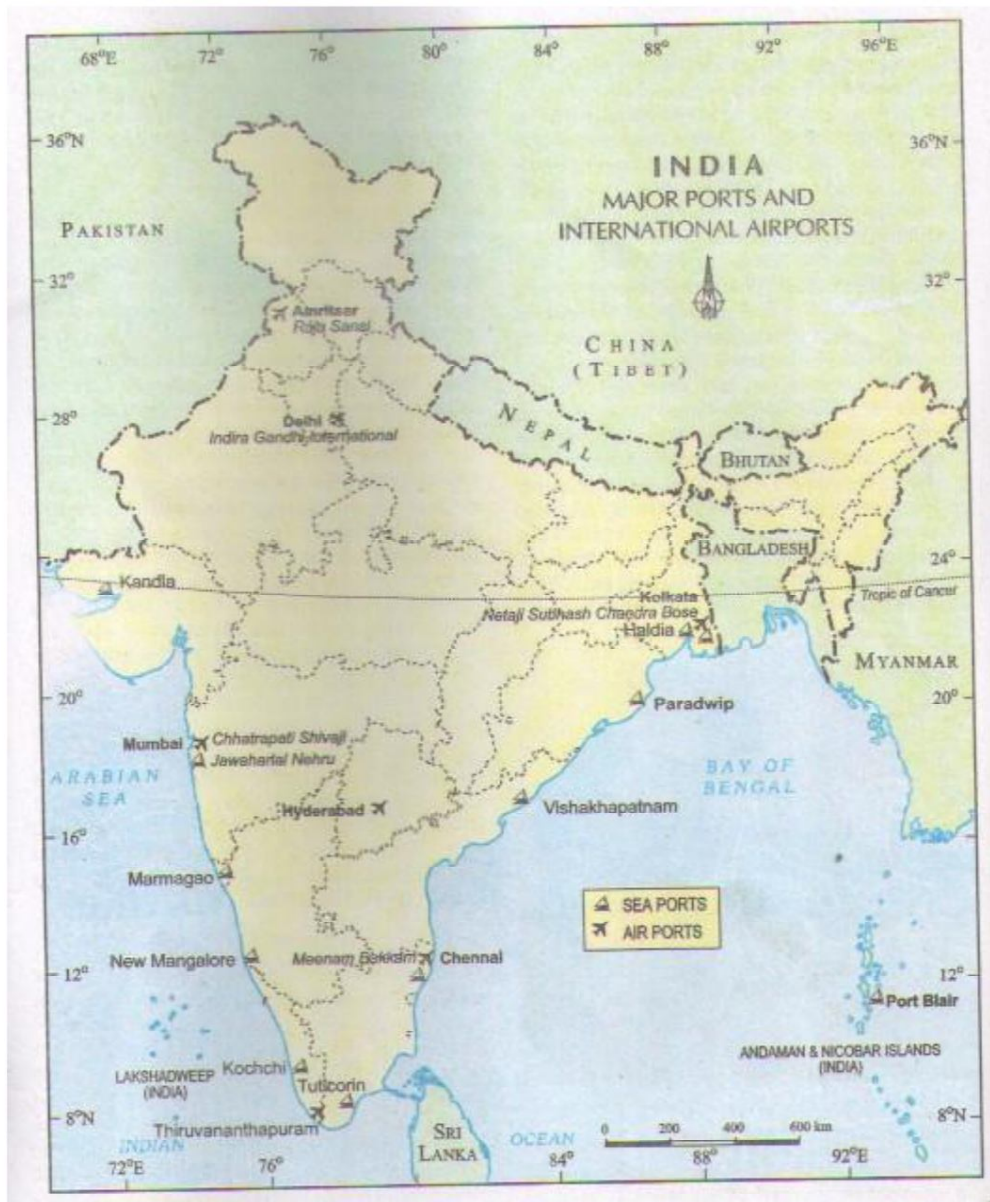 68°E 72° 76° 80° 84° 88° 92° 96°E
36°N 36°N
INDIA
MAJOR PORTS AND
INTERNATIONAL AIRPORTS
PAKISTAN
32° 32°
Amritsar
Raja Sansi
CHINA
(TIBET)
28°
Delhi
Indira Gandhi International
NEPAL
BHUTAN
BANGLADESH
24°
Kandla
Tropic of Cancer
Kolkata
Netaji Subhash Chandra Bose
Haldia
MYANMAR
20° 20°
Paradwip
Mumbai Chhatrapati Shivaji
Jawaharlal Nehru
ARABIAN
SEA
BAY OF
BENGAL
Vishakhapatnam
Hyderabad
16°
Marmagao
SEA PORTS
AIR PORTS
New Mangalore
Meenam Bakkam Chennai
12° 12°
Port Blair
ANDAMAN & NICOBAR ISLANDS
(INDIA)
Kochchi
LAKSHADWEEP
(INDIA)
Tuticorin
8°N 8°N
Thiruvananthapuram
SRI
LANKA
INDIAN OCEAN
0 200 400 600 km
72°E 76° 84° 88° 92°E